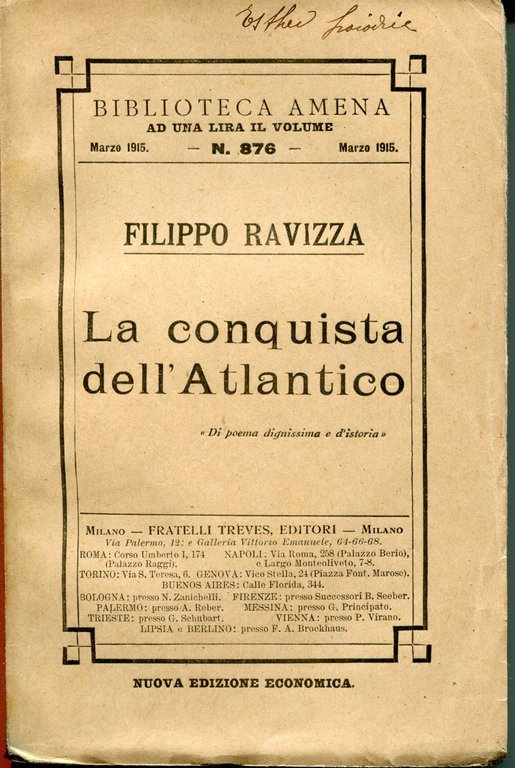 Esther
BIBLIOTECA AMENA
AD UNA LIRA IL VOLUME
Marzo 1915. — N. 876 — Marzo 1915.
FILIPPO RAVIZZA
La conquista
dell'Atlantico
« Di poema dignissima e d'istoria »
MILANO — FRATELLI TREVES, EDITORI — MILANO
Via Palermo, 12; e Galleria Vittorio Emanuele, 64-66-68.
ROMA: Corso Umberto I, 174 NAPOLI: Via Roma, 258 (Palazzo Berio),
(Palazzo Raggi). e Largo Monteoliveto, 7-8.
TORINO: Via S. Teresa, 6. GENOVA: Vico Stella, 24 (Piazza Font. Marose).
BUENOS AIRES: Calle Florida, 344.
BOLOGNA: presso N. Zanichelli. FIRENZE: presso Successori B. Seeber.
PALERMO: presso A. Reber. MESSINA: presso G. Principato.
TRIESTE: presso G. Schubart. VIENNA: presso P. Virano.
LIPSIA e BERLINO: presso F. A. Brockhaus.
NUOVA EDIZIONE ECONOMICA.